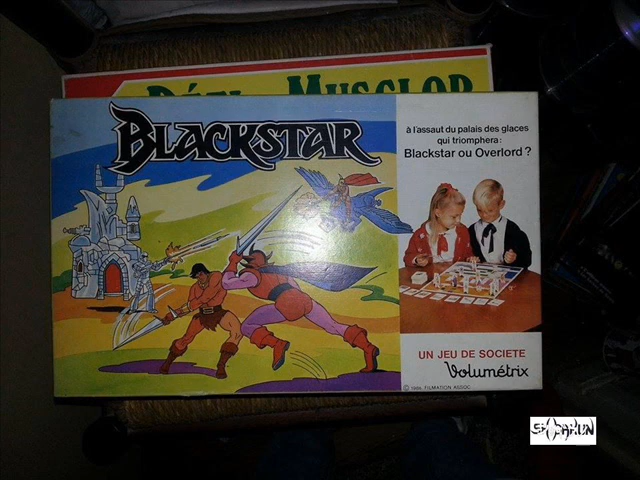 MUSCLOR
BLACKSTAR
à l'assaut du palais des glaces
qui triomphera:
Blackstar ou Overlord ?
UN JEU DE SOCIETE
Volumétrix
FILMATION ASSOC.